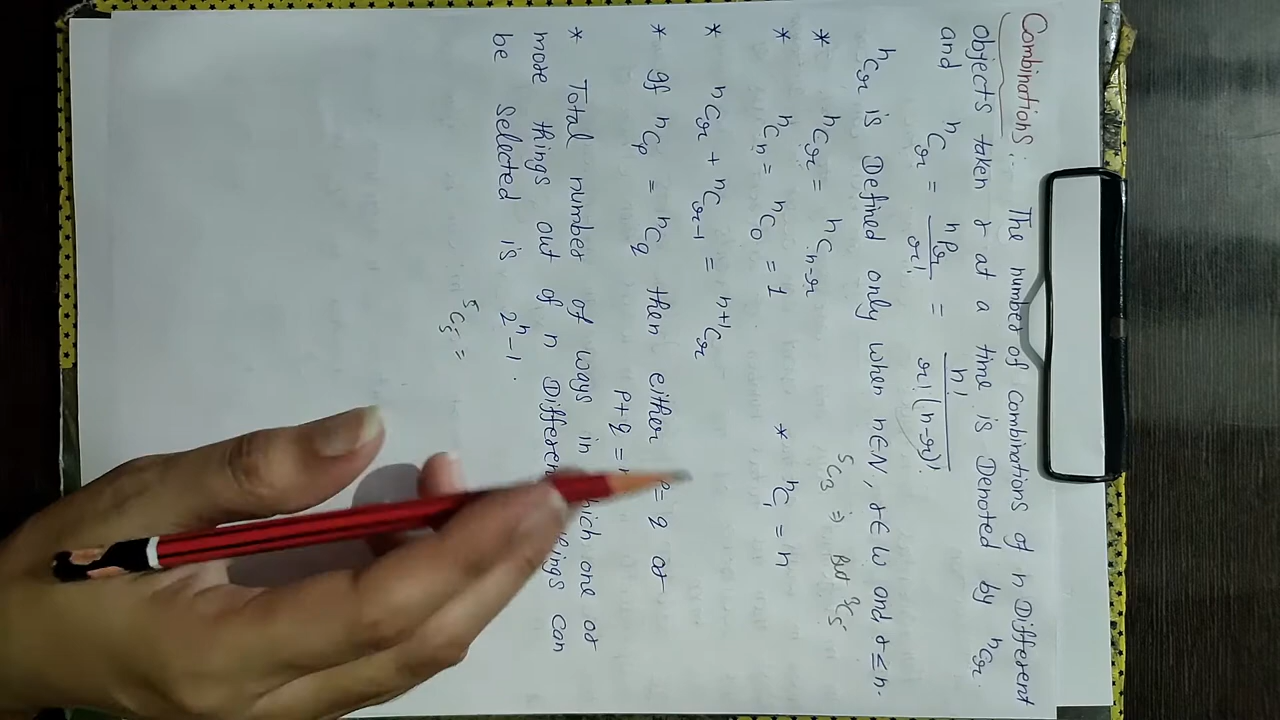 Combinations:- The number of combinations of n Different
objects taken r at a time is Denoted by ⁿCr.
and ⁿCr = ⁿPr/r! = n!/r!(n-r)!
ⁿCr is Defined only when n∈N, r∈W and r≤n.
⁵C₃ ⇒ But ³C₅
* ⁿCr = ⁿCn-r
* ⁿCn = ⁿC₀ = 1 * ⁿC₁ = n
* ⁿCr + ⁿCr-1 = ⁿ⁺¹Cr
* If ⁿCp = ⁿCq then either p = q or
p+q =
* Total number of ways in which one or
more things out of n Different things can
be selected is 2ⁿ-1.
⁵C₅ =